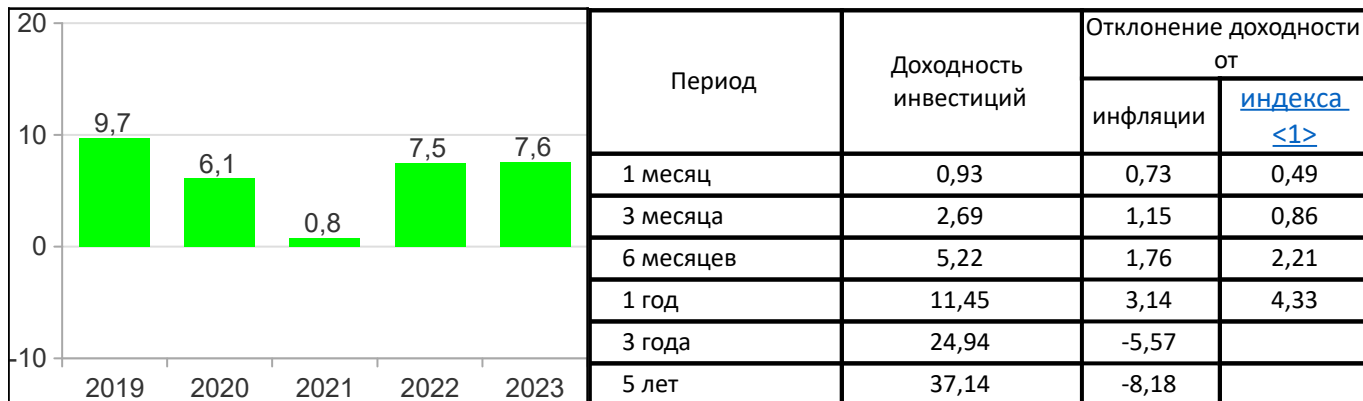 20
10
0
-10
9,7
6,1
0,8
7,5
7,6
2019 2020 2021 2022 2023
Период
Доходность
инвестиций
Отклонение доходности
от
инфляции
индекса
<1>
1 месяц 0,93 0,73 0,49
3 месяца 2,69 1,15 0,86
6 месяцев 5,22 1,76 2,21
1 год 11,45 3,14 4,33
3 года 24,94 -5,57
5 лет 37,14 -8,18